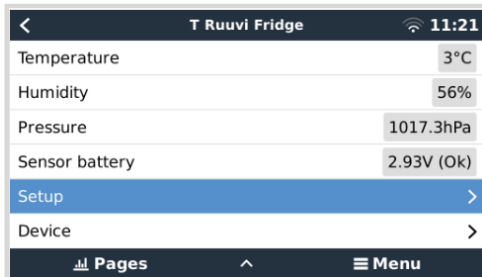 T Ruuvi Fridge 11:21
Temperature 3°C
Humidity 56%
Pressure 1017.3hPa
Sensor battery 2.93V (Ok)
Setup
Device
Pages Menu